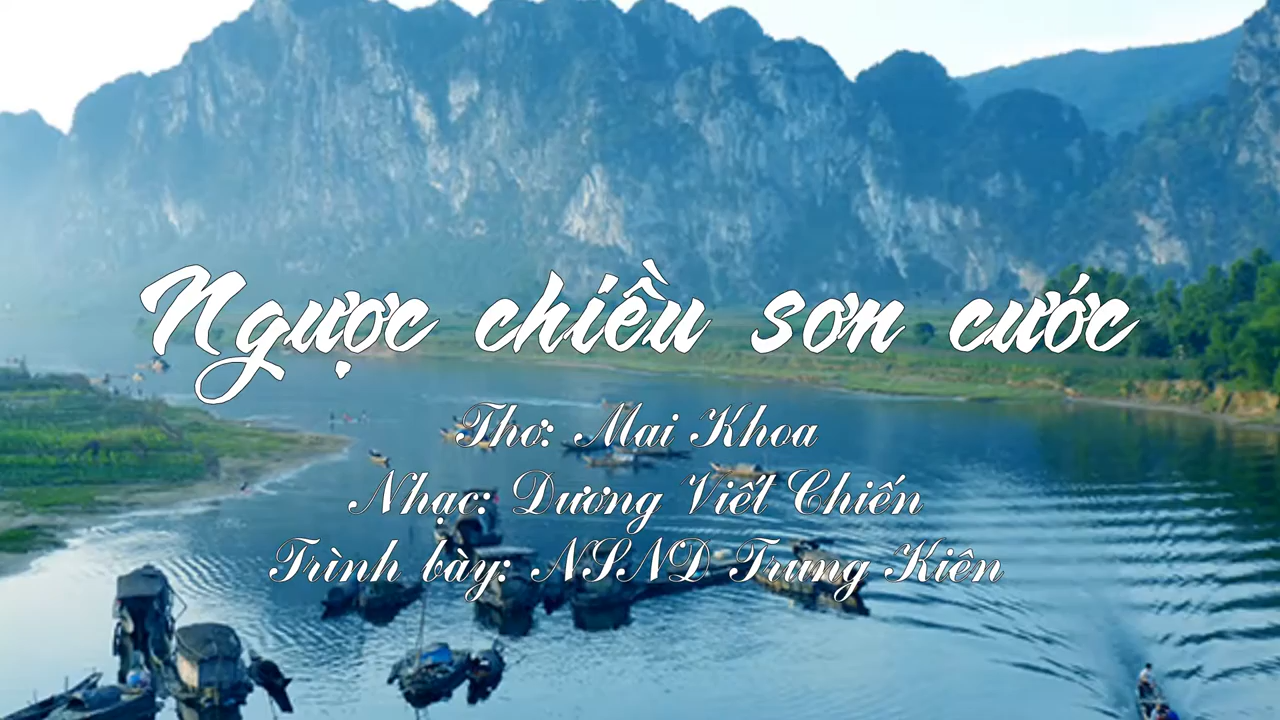 Ngược chiều sơn cước
Thơ: Mai Khoa
Nhạc: Dương Viết Chiến
Trình bày: NSND Trung Kiên